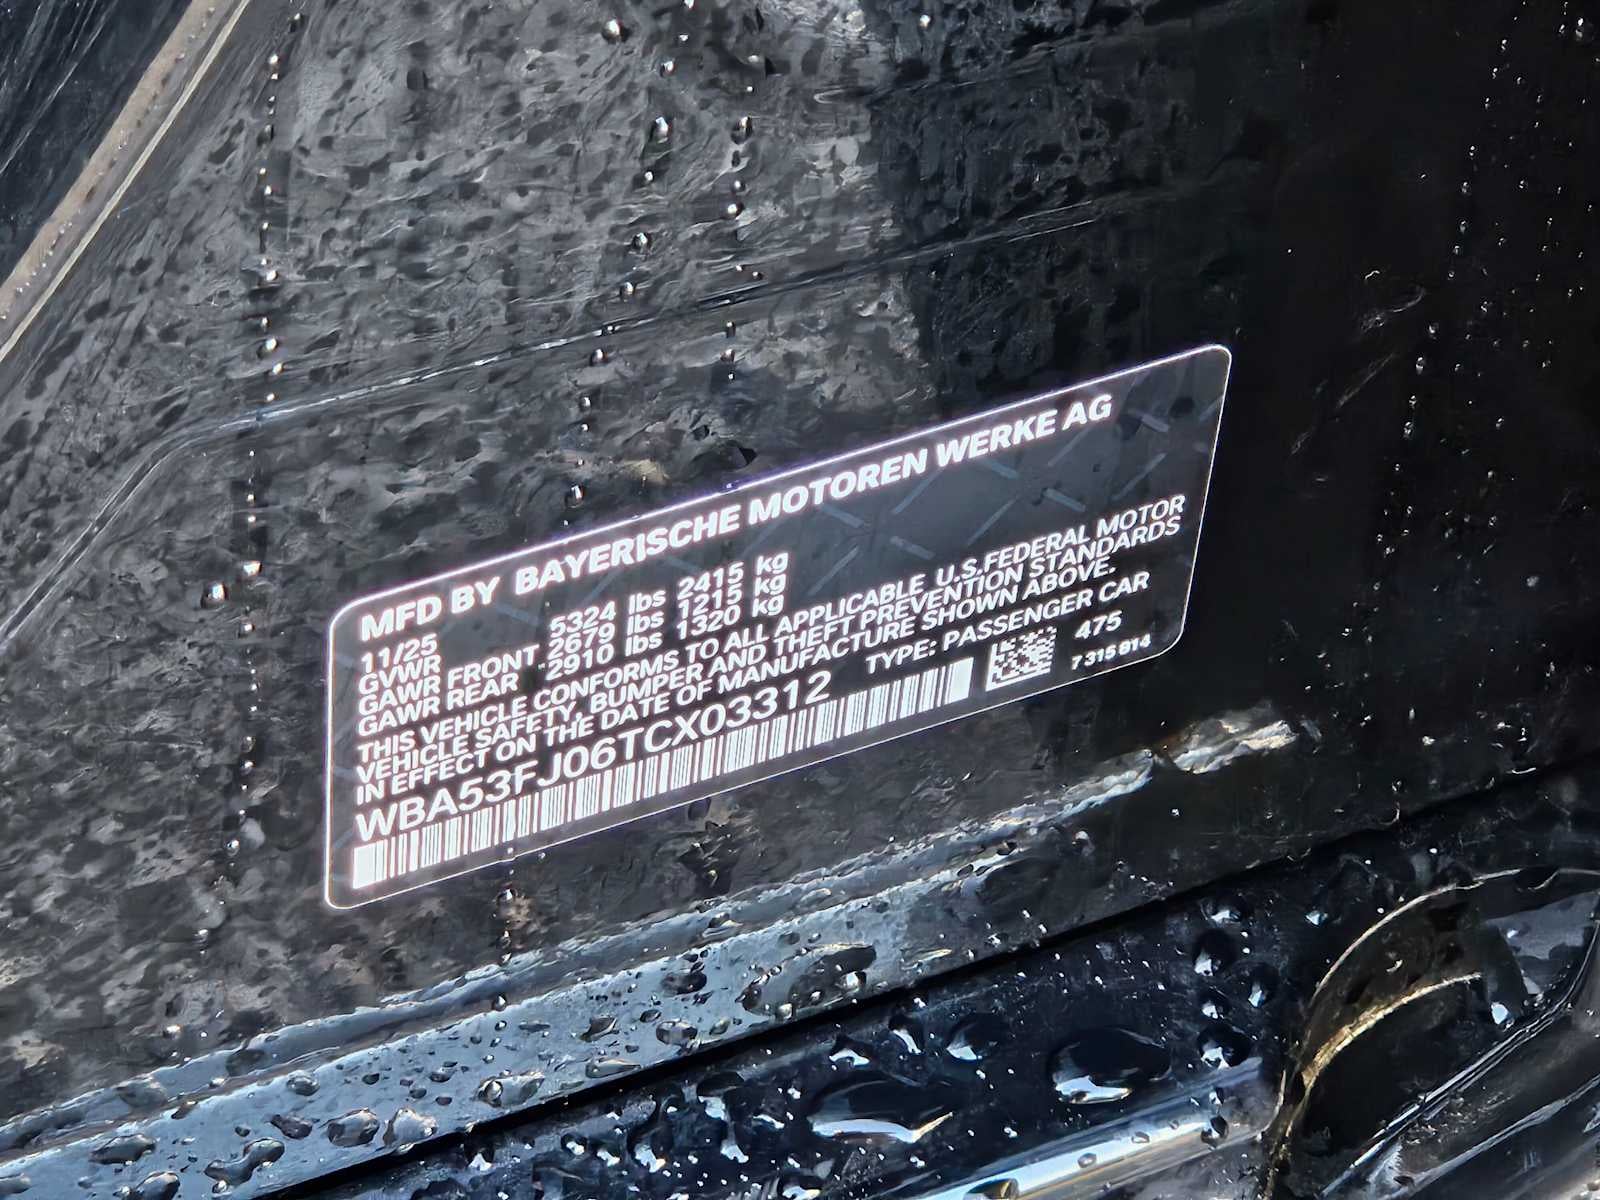 MFD BY BAYERISCHE MOTOREN WERKE AG
11/25
GVWR 5324 lbs 2415 kg
GAWR FRONT 2679 lbs 1215 kg
GAWR REAR 2910 lbs 1320 kg
THIS VEHICLE CONFORMS TO ALL APPLICABLE U.S.FEDERAL MOTOR
VEHICLE SAFETY, BUMPER AND THEFT PREVENTION STANDARDS
IN EFFECT ON THE DATE OF MANUFACTURE SHOWN ABOVE.
WBA53FJ06TCX03312 TYPE: PASSENGER CAR
475
7 315 814